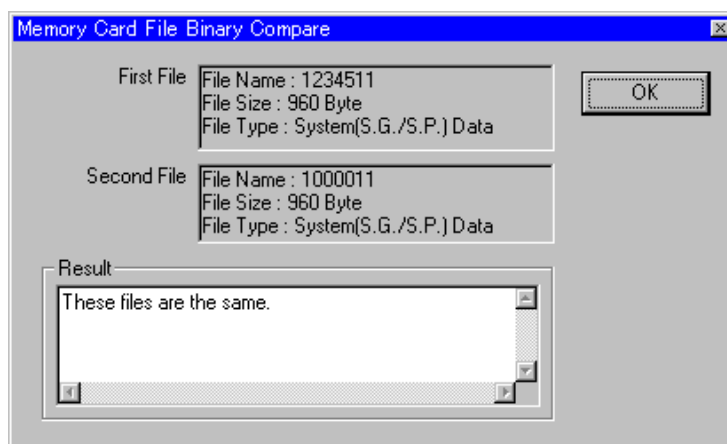 Memory Card File Binary Compare
First File
File Name : 1234511
File Size : 960 Byte
File Type : System(S.G./S.P.) Data
OK
Second File
File Name : 1000011
File Size : 960 Byte
File Type : System(S.G./S.P.) Data
Result
These files are the same.